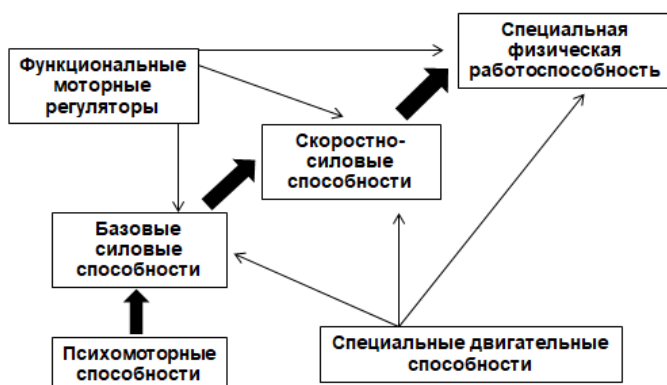 Специальная
физическая
работоспособность
Функциональные
моторные
регуляторы
Скоростно-
силовые
способности
Базовые
силовые
способности
Психомоторные
способности
Специальные двигательные
способности